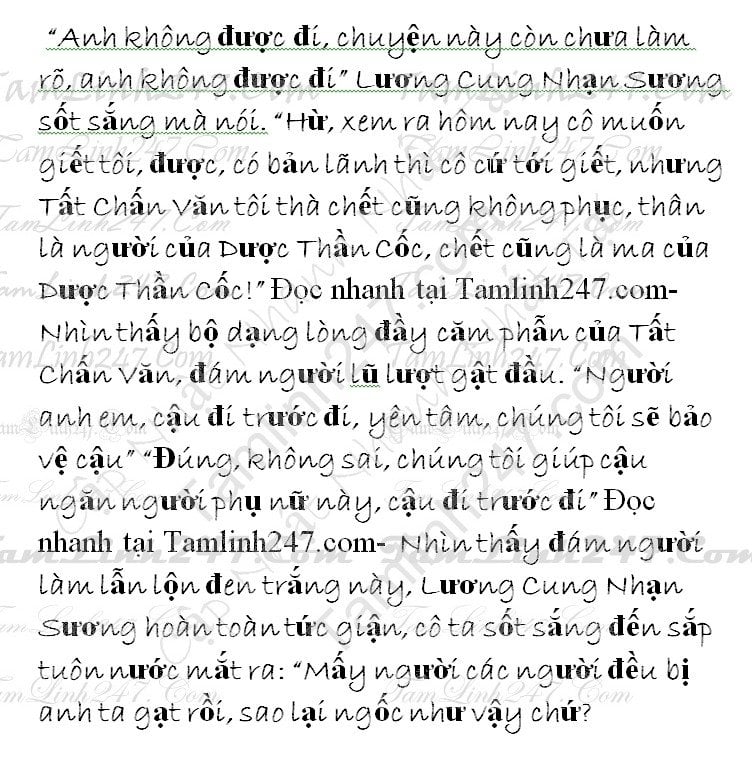 “Anh không được đi, chuyện này còn chưa làm
rõ, anh không được đi” Lương Cung Nhạn Sương
sốt sắng mà nói. “Hừ, xem ra hôm nay cô muốn
giết tôi, được, có bản lãnh thì cô cứ tới giết, nhưng
Tất Chấn Văn tôi thà chết cũng không phục, thân
là người của Dược Thần Cốc, chết cũng là ma của
Dược Thần Cốc!” Đọc nhanh tại Tamlinh247.com-
Nhìn thấy bộ dạng lòng đầy căm phẫn của Tất
Chấn Văn, đám người lũ lượt gật đầu. “Người
anh em, cậu đi trước đi, yên tâm, chúng tôi sẽ bảo
vệ cậu” “Đúng, không sai, chúng tôi giúp cậu
ngăn người phụ nữ này, cậu đi trước đi” Đọc
nhanh tại Tamlinh247.com- Nhìn thấy đám người
làm lẫn lộn đen trắng này, Lương Cung Nhạn
Sương hoàn toàn tức giận, cô ta sốt sắng đến sắp
tuôn nước mắt ra: “Mấy người các người đều bị
anh ta gạt rồi, sao lại ngốc như vậy chứ?